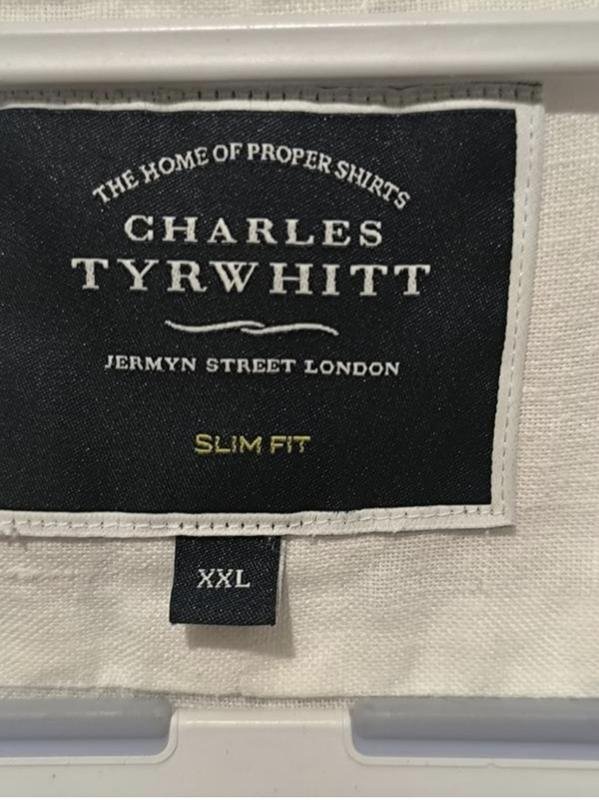 THE HOME OF PROPER SHIRTS
CHARLES
TYRWHITT
JERMYN STREET LONDON
SLIM FIT
XXL